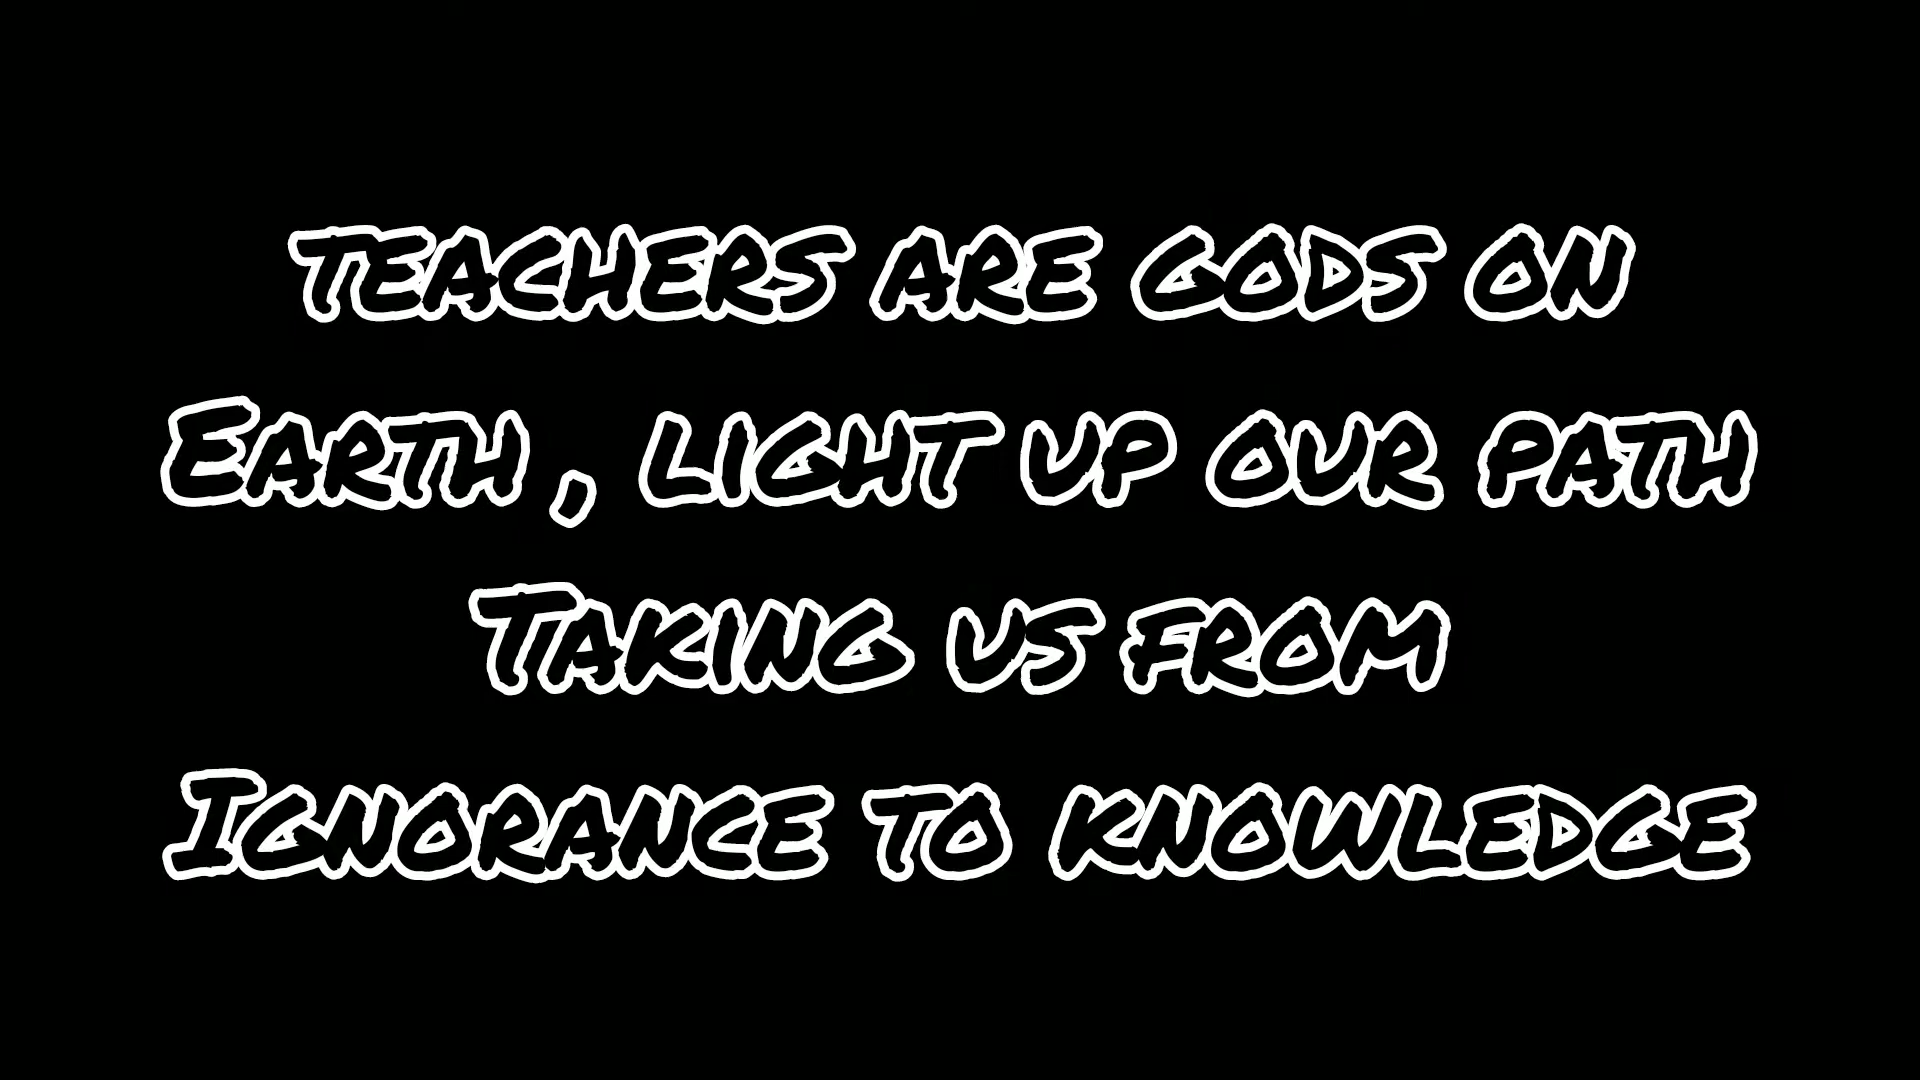 teachers are gods on
Earth , light up our path
Taking us from
Ignorance to knowledge